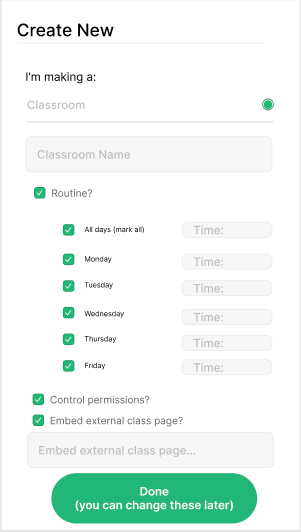 Create New
I'm making a:
Classroom
Classroom Name
Routine?
All days (mark all) Time:
Monday Time:
Tuesday Time:
Wednesday Time:
Thursday Time:
Friday Time:
Control permissions?
Embed external class page?
Embed external class page...
Done
(you can change these later)